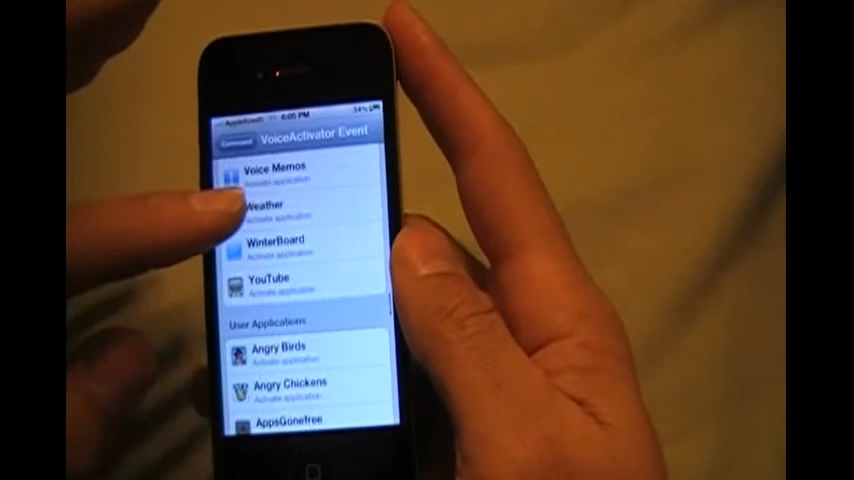 6:05 PM 34%
Command VoiceActivator Event
Voice Memos
Activate application
Weather
Activate application
WinterBoard
Activate application
YouTube
Activate application
User Applications
Angry Birds
Activate application
Angry Chickens
Activate application
AppsGonefree